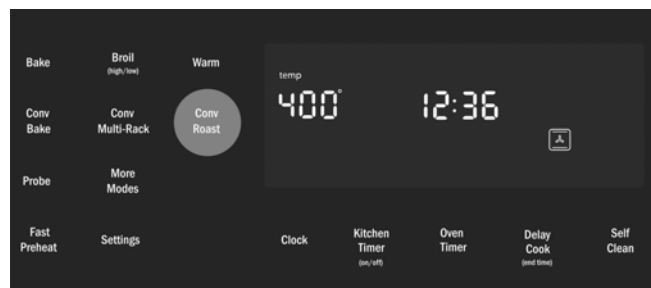 Bake
Broil
(high/low)
Warm
temp
400°
12:36
Conv
Bake
Conv
Multi-Rack
Conv
Roast
Probe
More
Modes
Fast
Preheat
Settings
Clock
Kitchen
Timer
(on/off)
Oven
Timer
Delay
Cook
(end time)
Self
Clean